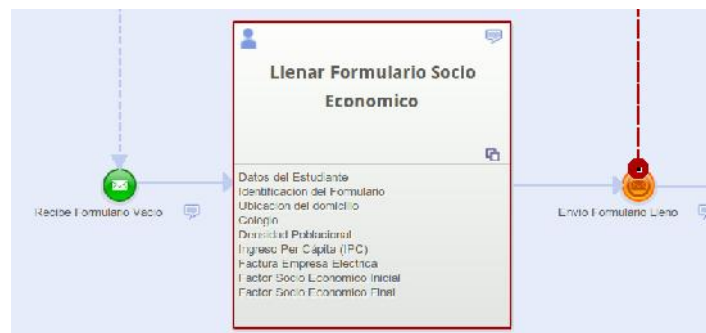 Llenar Formulario Socio
Economico
Recibe Formulario Vacio
Datos del Estudiante
Identificacion del Formulario
Ubicacion del domicilio
Colegio
Densidad Poblacional
Ingreso Per Cápita (IPC)
Factura Empresa Electrica
Factor Socio Economico Inicial
Factor Socio Economico Final
Envio Formulario Lleno